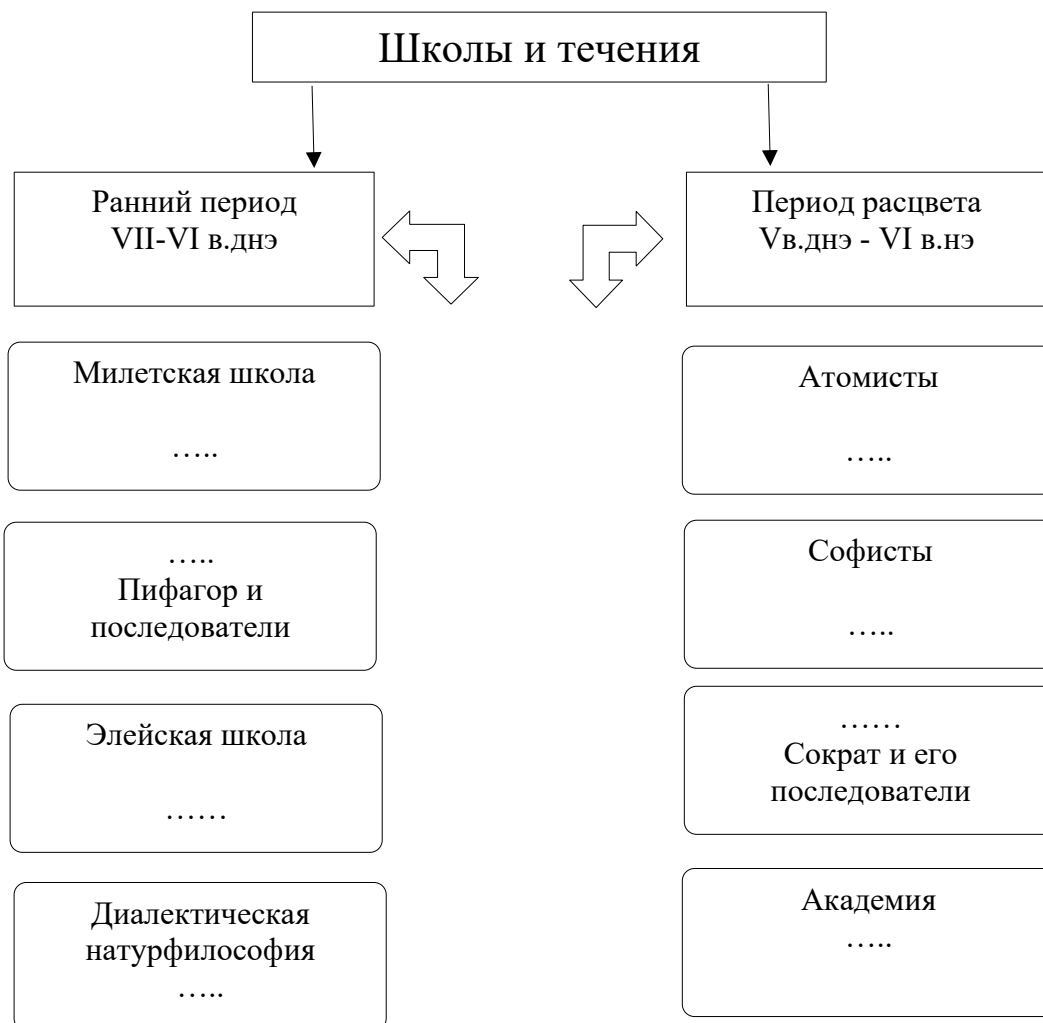 Школы и течения
Ранний период
VII-VI в.днэ
Период расцвета
Vв.днэ - VI в.нэ
Милетская школа
…..
Атомисты
…..
…..
Пифагор и
последователи
Софисты
…..
Элейская школа
……
……
Сократ и его
последователи
Диалектическая
натурфилософия
…..
Академия
…..